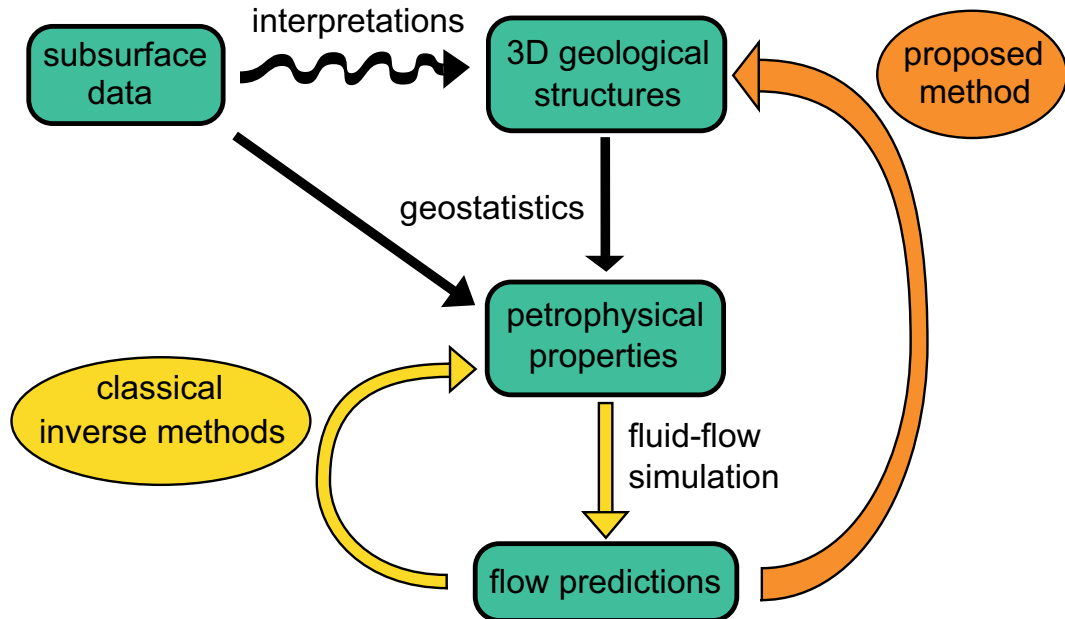 interpretations
subsurface
data
3D geological
structures
proposed
method
geostatistics
petrophysical
properties
classical
inverse methods
fluid-flow
simulation
flow predictions